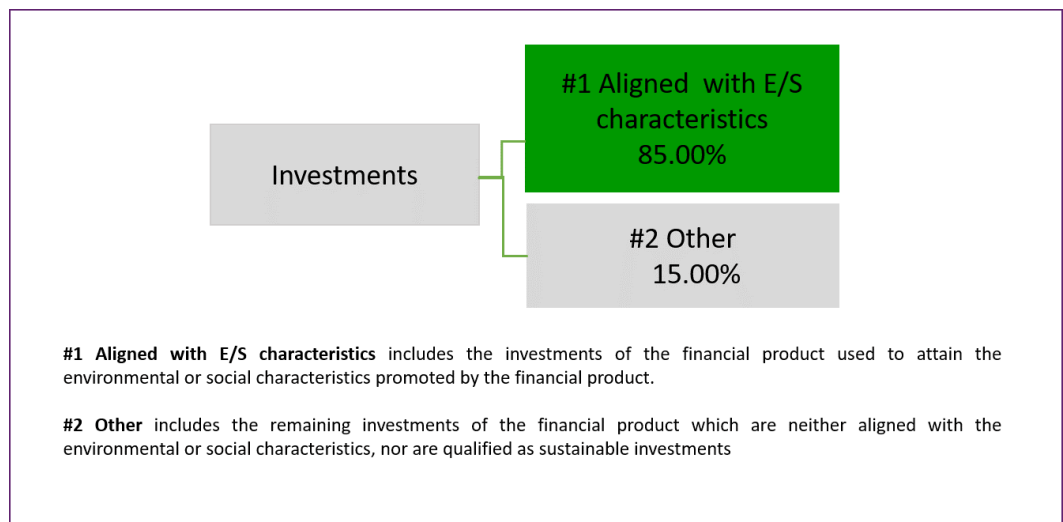 #1 Aligned with E/S
characteristics
85.00%
Investments
#2 Other
15.00%
#1 Aligned with E/S characteristics includes the investments of the financial product used to attain the
environmental or social characteristics promoted by the financial product.
#2 Other includes the remaining investments of the financial product which are neither aligned with the
environmental or social characteristics, nor are qualified as sustainable investments